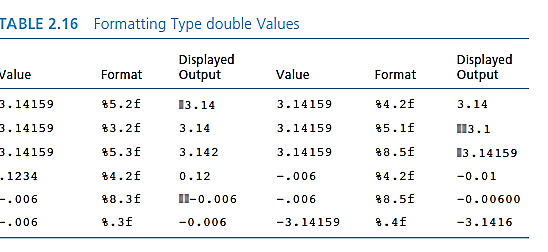 TABLE 2.16 Formatting Type double Values
Displayed Displayed
Value Format Output Value Format Output
3.14159 %5.2f ▯3.14 3.14159 %4.2f 3.14
3.14159 %3.2f 3.14 3.14159 %5.1f ▯▯3.1
3.14159 %5.3f 3.142 3.14159 %8.5f ▯3.14159
.1234 %4.2f 0.12 -.006 %4.2f -0.01
-.006 %8.3f ▯▯-0.006 -.006 %8.5f -0.00600
-.006 %.3f -0.006 -3.14159 %.4f -3.1416